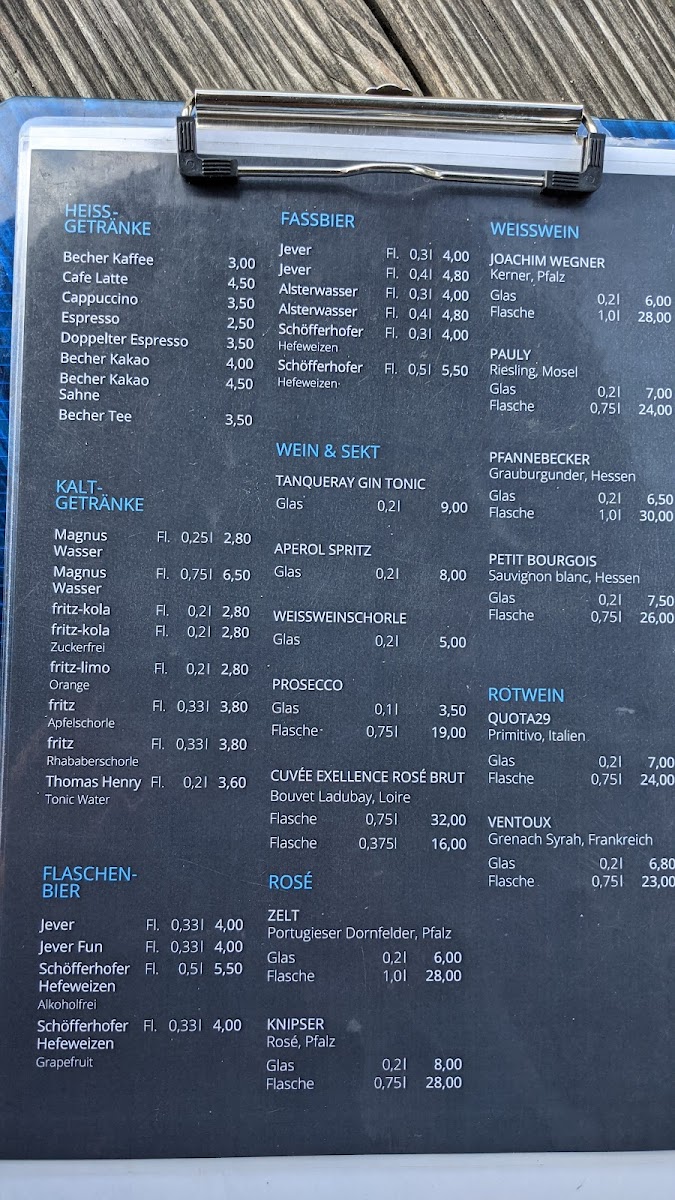 HEISS-
GETRÄNKE
Becher Kaffee 3,00
Cafe Latte 4,50
Cappuccino 3,50
Espresso 2,50
Doppelter Espresso 3,50
Becher Kakao 4,00
Becher Kakao 4,50
Sahne
Becher Tee 3,50
KALT-
GETRÄNKE
Magnus Fl. 0,25l 2,80
Wasser
Magnus Fl. 0,75l 6,50
Wasser
fritz-kola Fl. 0,2l 2,80
fritz-kola Fl. 0,2l 2,80
Zuckerfrei
fritz-limo Fl. 0,2l 2,80
Orange
fritz Fl. 0,33l 3,80
Apfelschorle
fritz Fl. 0,33l 3,80
Rhababerschorle
Thomas Henry Fl. 0,2l 3,60
Tonic Water
FLASCHEN-
BIER
Jever Fl. 0,33l 4,00
Jever Fun Fl. 0,33l 4,00
Schöfferhofer Fl. 0,5l 5,50
Hefeweizen
Alkoholfrei
Schöfferhofer Fl. 0,33l 4,00
Hefeweizen
Grapefruit
FASSBIER
Jever Fl. 0,3l 4,00
Jever Fl. 0,4l 4,80
Alsterwasser Fl. 0,3l 4,00
Alsterwasser Fl. 0,4l 4,80
Schöfferhofer Fl. 0,3l 4,00
Hefeweizen
Schöfferhofer Fl. 0,5l 5,50
Hefeweizen
WEIN & SEKT
TANQUERAY GIN TONIC
Glas 0,2l 9,00
APEROL SPRITZ
Glas 0,2l 8,00
WEISSWEINSCHORLE
Glas 0,2l 5,00
PROSECCO
Glas 0,1l 3,50
Flasche 0,75l 19,00
CUVÉE EXELLENCE ROSÉ BRUT
Bouvet Ladubay, Loire
Flasche 0,75l 32,00
Flasche 0,375l 16,00
ROSÉ
ZELT
Portugieser Dornfelder, Pfalz
Glas 0,2l 6,00
Flasche 1,0l 28,00
KNIPSER
Rosé, Pfalz
Glas 0,2l 8,00
Flasche 0,75l 28,00
WEISSWEIN
JOACHIM WEGNER
Kerner, Pfalz
Glas 0,2l 6,00
Flasche 1,0l 28,00
PAULY
Riesling, Mosel
Glas 0,2l 7,00
Flasche 0,75l 24,00
PFANNEBECKER
Grauburgunder, Hessen
Glas 0,2l 6,50
Flasche 1,0l 30,00
PETIT BOURGOIS
Sauvignon blanc, Hessen
Glas 0,2l 7,50
Flasche 0,75l 26,00
ROTWEIN
QUOTA29
Primitivo, Italien
Glas 0,2l 7,00
Flasche 0,75l 24,00
VENTOUX
Grenach Syrah, Frankreich
Glas 0,2l 6,80
Flasche 0,75l 23,00